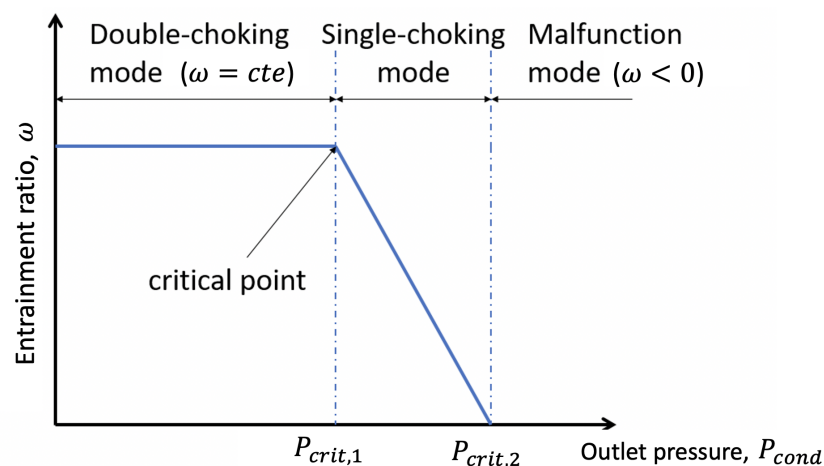 Double-choking
mode (ω = cte)
Single-choking
mode
Malfunction
mode (ω < 0)
Entrainment ratio, ω
critical point
P_crit,1
P_crit,2
Outlet pressure, P_cond